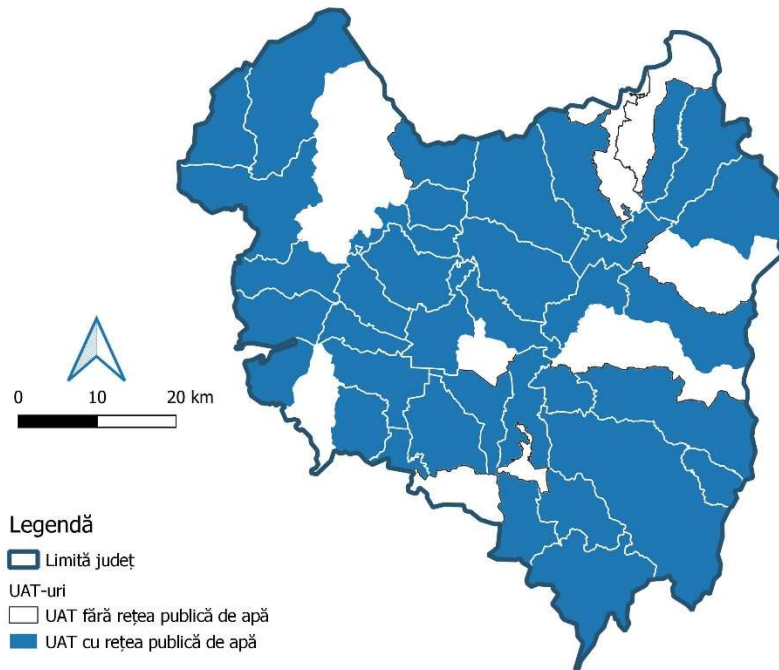 0 10 20 km
Legendă
Limită județ
UAT-uri
UAT fără rețea publică de apă
UAT cu rețea publică de apă